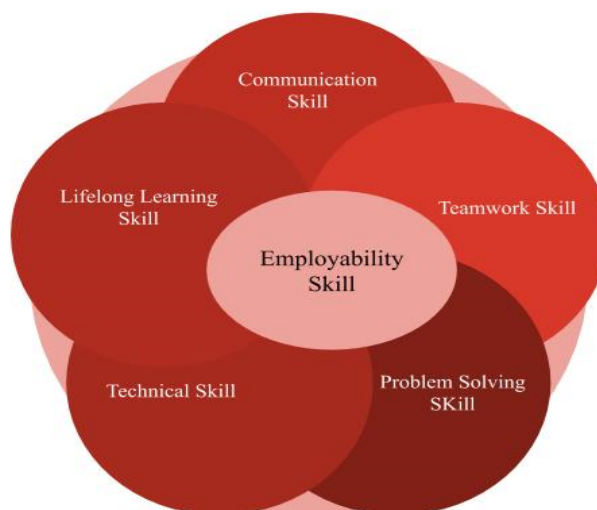 Communication
Skill
Lifelong Learning
Skill
Teamwork Skill
Employability
Skill
Technical Skill
Problem Solving
SKill